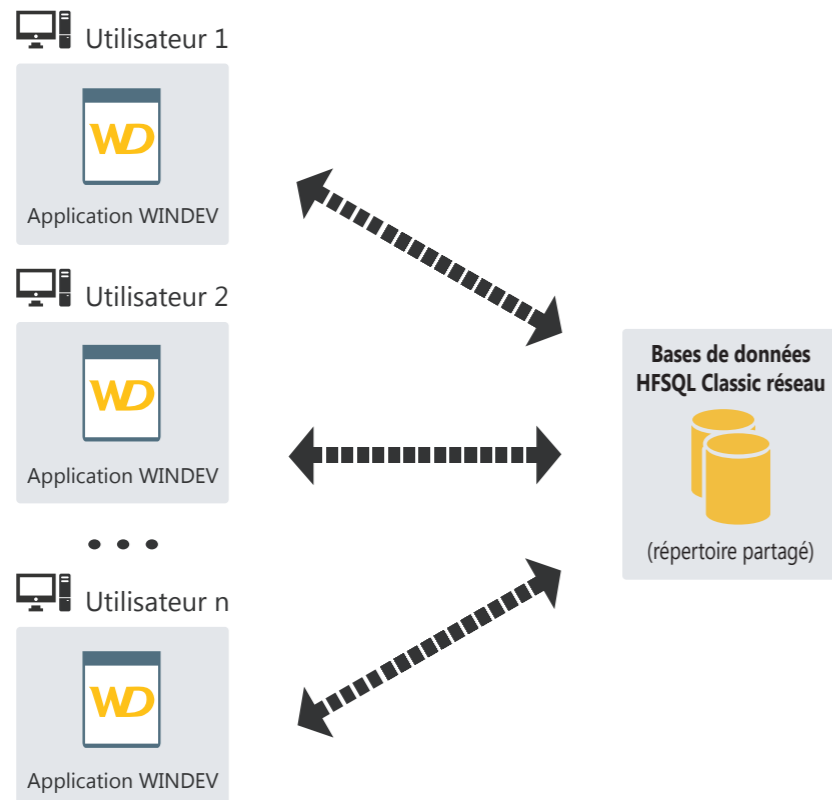 Utilisateur 1
WD
Application WINDEV
Utilisateur 2
WD
Application WINDEV
• • •
Utilisateur n
WD
Application WINDEV
Bases de données
HFSQL Classic réseau
(répertoire partagé)